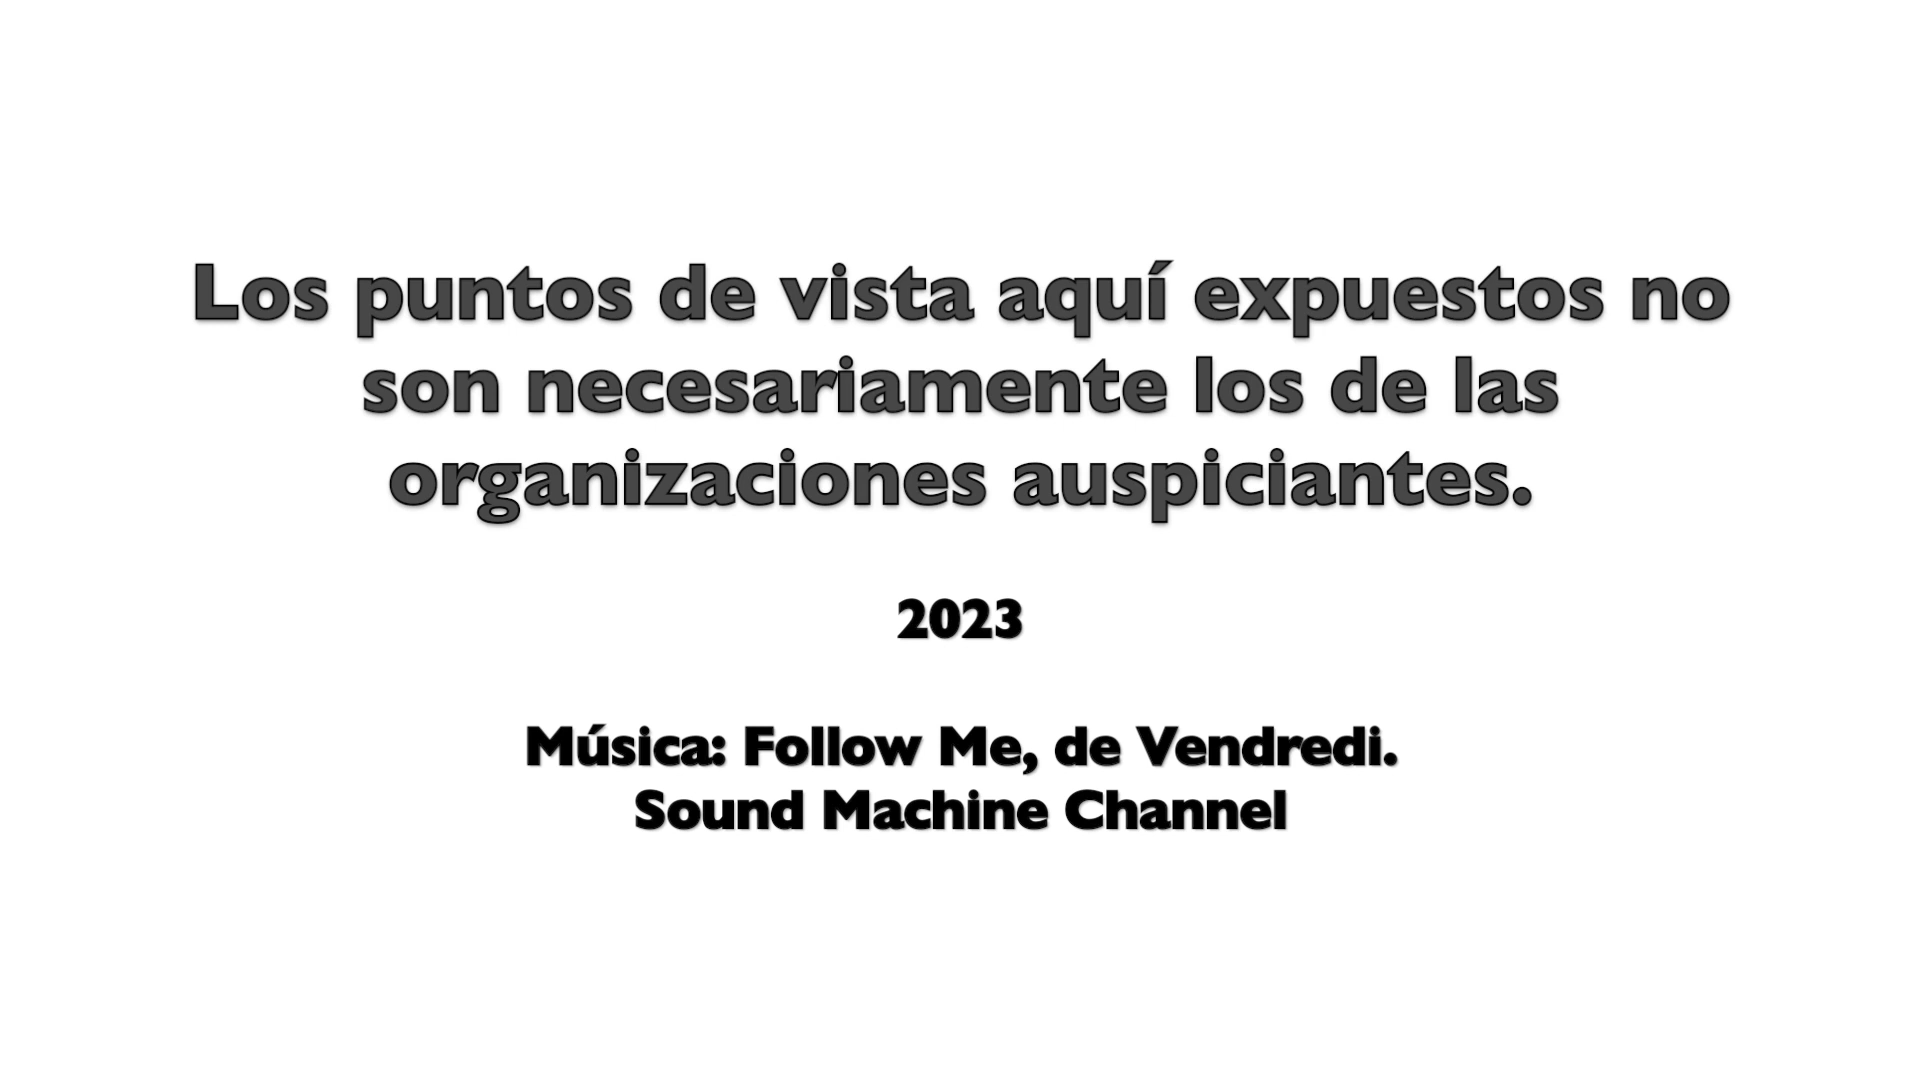 Los puntos de vista aquí expuestos no
son necesariamente los de las
organizaciones auspiciantes.
2023
Música: Follow Me, de Vendredi.
Sound Machine Channel